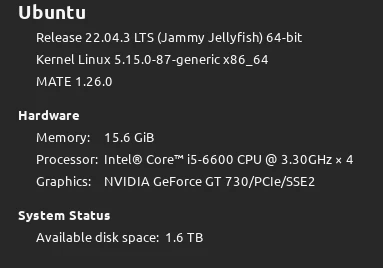 Ubuntu
Release 22.04.3 LTS (Jammy Jellyfish) 64-bit
Kernel Linux 5.15.0-87-generic x86_64
MATE 1.26.0
Hardware
Memory: 15.6 GiB
Processor: Intel® Core™ i5-6600 CPU @ 3.30GHz × 4
Graphics: NVIDIA GeForce GT 730/PCIe/SSE2
System Status
Available disk space: 1.6 TB